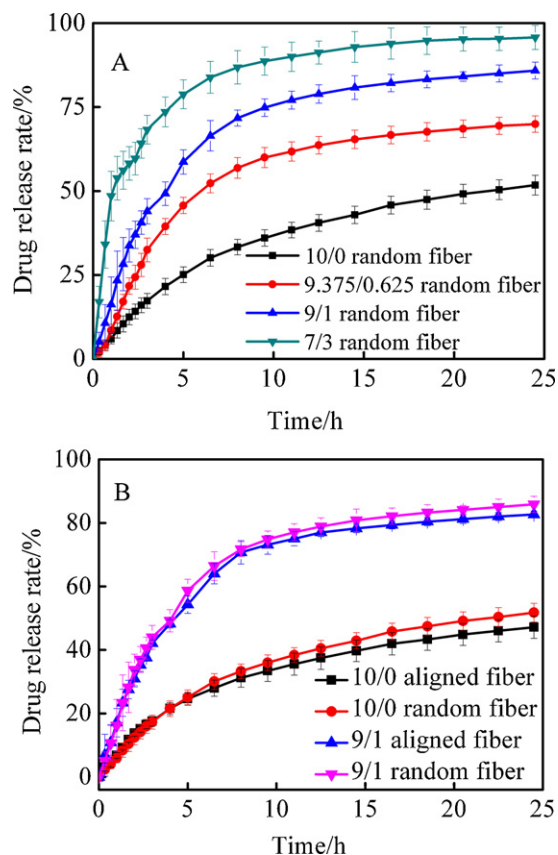 A
Drug release rate/%
100
75
50
25
0
10/0 random fiber
9.375/0.625 random fiber
9/1 random fiber
7/3 random fiber
0 5 10 15 20 25
Time/h
B
Drug release rate/%
100
80
60
40
20
0
10/0 aligned fiber
10/0 random fiber
9/1 aligned fiber
9/1 random fiber
0 5 10 15 20 25
Time/h